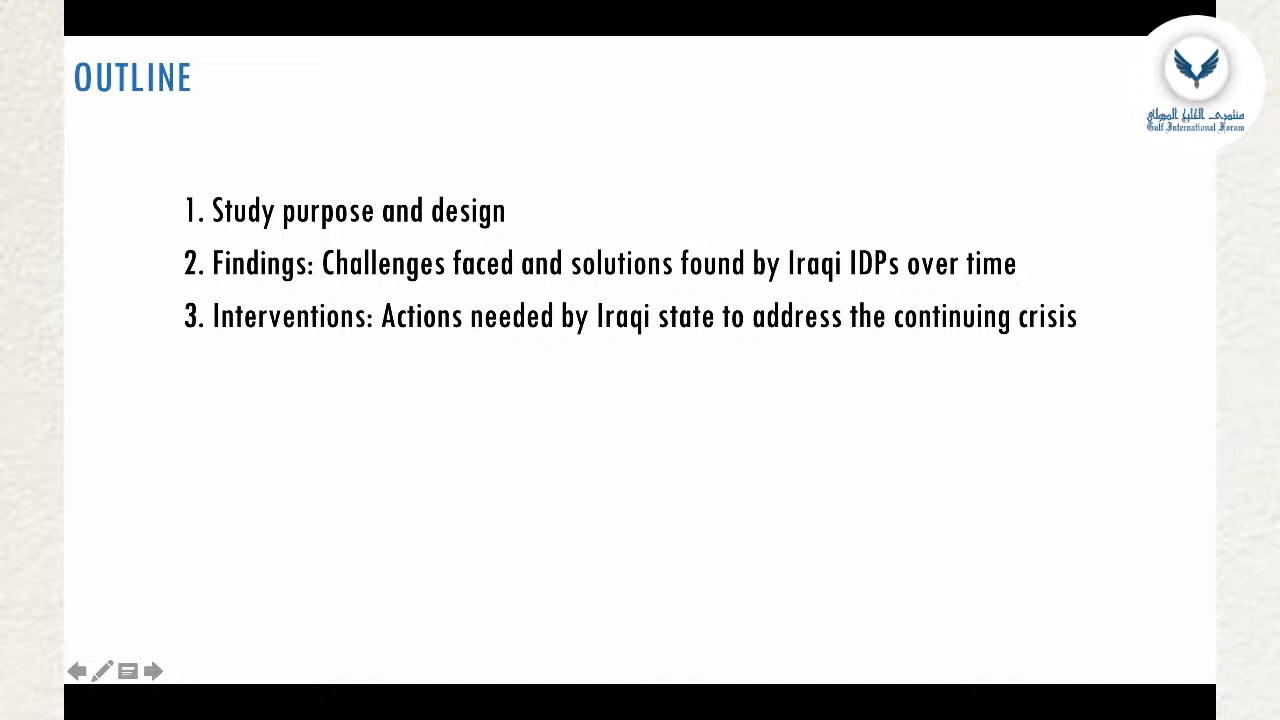 OUTLINE
منتدى الخليج الدولي
Gulf International Forum
1. Study purpose and design
2. Findings: Challenges faced and solutions found by Iraqi IDPs over time
3. Interventions: Actions needed by Iraqi state to address the continuing crisis